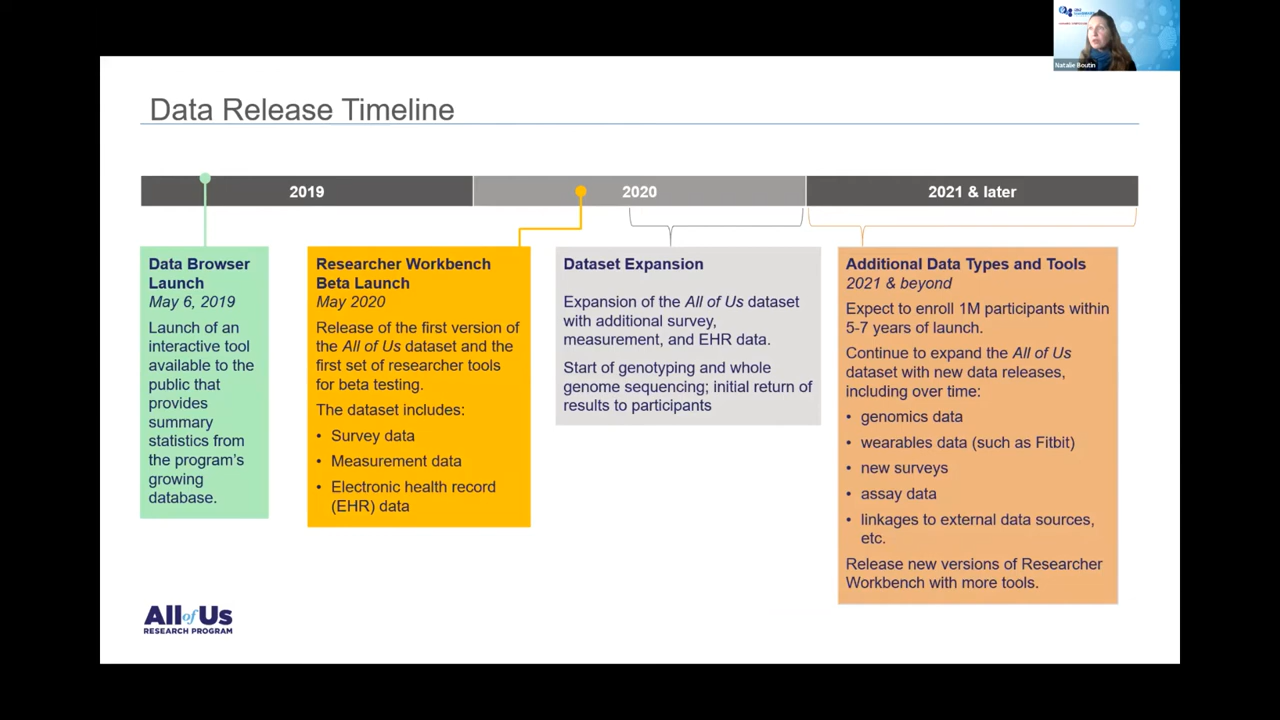 Natalie Boutin
Data Release Timeline
2019
2020
2021 & later
Data Browser
Launch
May 6, 2019
Launch of an
interactive tool
available to the
public that
provides
summary
statistics from
the program's
growing
database.
Researcher Workbench
Beta Launch
May 2020
Release of the first version of
the All of Us dataset and the
first set of researcher tools
for beta testing.
The dataset includes:
• Survey data
• Measurement data
• Electronic health record
(EHR) data
Dataset Expansion
Expansion of the All of Us dataset
with additional survey,
measurement, and EHR data.
Start of genotyping and whole
genome sequencing; initial return of
results to participants
Additional Data Types and Tools
2021 & beyond
Expect to enroll 1M participants within
5-7 years of launch.
Continue to expand the All of Us
dataset with new data releases,
including over time:
• genomics data
• wearables data (such as Fitbit)
• new surveys
• assay data
• linkages to external data sources,
etc.
Release new versions of Researcher
Workbench with more tools.
All of Us
RESEARCH PROGRAM